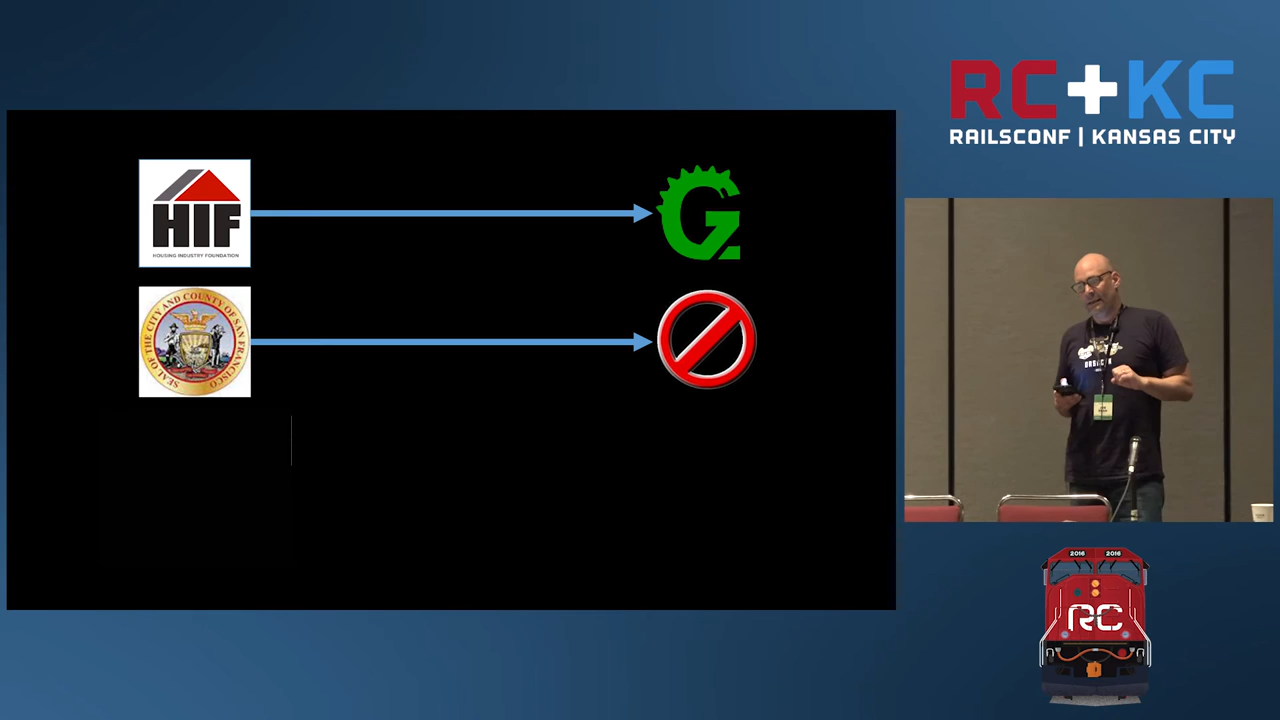 RC+KC
RAILSCONF | KANSAS CITY
HIF
HOUSING INDUSTRY FOUNDATION
SEAL OF THE CITY AND COUNTY OF SAN FRANCISCO
2016 2016
RC